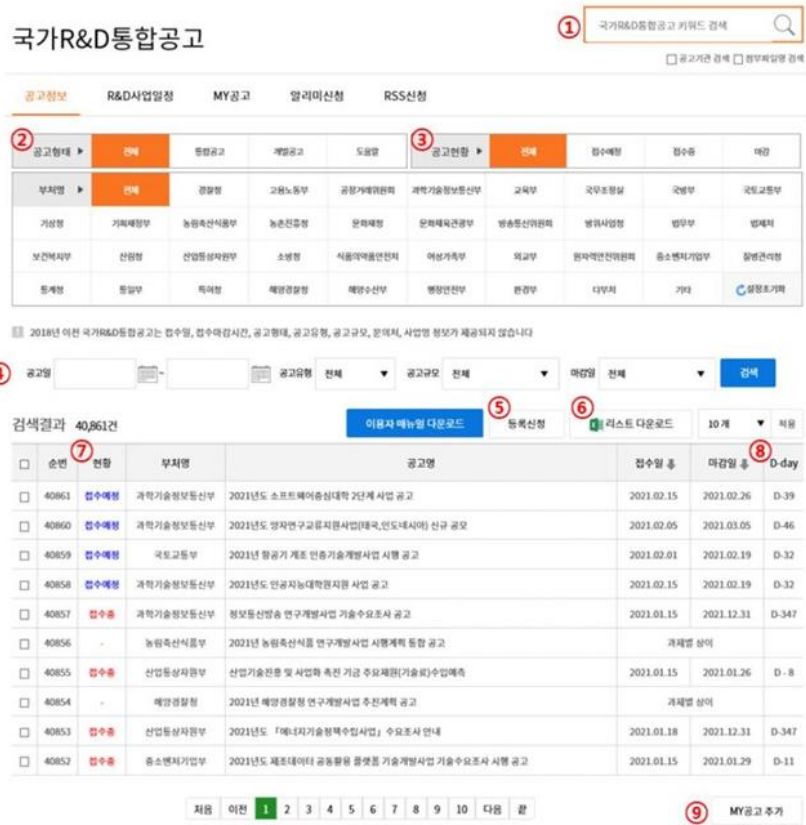 국가R&D통합공고
① 국가R&D통합공고 키워드 검색
공고기관 검색 첨부파일명 검색
공고정보 R&D사업일정 MY공고 알리미신청 RSS신청
② 공고형태 ▶ 전체 통합공고 개별공고 도움말 ③ 공고현황 ▶ 전체 접수예정 접수중 마감
부처명 ▶ 전체 경찰청 고용노동부 공정거래위원회 과학기술정보통신부 교육부 국무조정실 국방부 국토교통부
기상청 기획재정부 농림축산식품부 농촌진흥청 문화재청 문화체육관광부 방송통신위원회 방위사업청 법무부 법제처
보건복지부 산림청 산업통상자원부 소방청 식품의약품안전처 여성가족부 외교부 원자력안전위원회 중소벤처기업부 질병관리청
통계청 통일부 특허청 해양경찰청 해양수산부 행정안전부 환경부 다부처 기타 설정초기화
2018년 이전 국가R&D통합공고는 접수일, 접수마감시간, 공고형태, 공고유형, 공고규모, 문의처, 사업명 정보가 제공되지 않습니다
④ 공고일 ~ 공고유형 전체 ▼ 공고규모 전체 ▼ 마감일 전체 ▼ 검색
검색결과 40,861건 이용자 매뉴얼 다운로드 ⑤ 등록신청 ⑥ 리스트 다운로드 10 개 ▼ 적용
순번 ⑦ 현황 부처명 공고명 접수일 마감일 ⑧ D-day
40861 접수예정 과학기술정보통신부 2021년도 소프트웨어중심대학 2단계 사업 공고 2021.02.15 2021.02.26 D-39
40860 접수예정 과학기술정보통신부 2021년도 양자연구교류지원사업(태국,인도네시아) 신규 공모 2021.02.05 2021.03.05 D-46
40859 접수예정 국토교통부 2021년 항공기 개조 인증기술개발사업 시행 공고 2021.02.01 2021.02.19 D-32
40858 접수예정 과학기술정보통신부 2021년도 인공지능대학원지원 사업 공고 2021.02.15 2021.02.19 D-32
40857 접수중 과학기술정보통신부 정보통신방송 연구개발사업 기술수요조사 공고 2021.01.15 2021.12.31 D-347
40856 - 농림축산식품부 2021년 농림축산식품 연구개발사업 시행계획 통합 공고 과제별 상이
40855 접수중 산업통상자원부 산업기술진흥 및 사업화 촉진 기금 주요재원(기술료)수입예측 2021.01.15 2021.01.26 D - 8
40854 - 해양경찰청 2021년 해양경찰청 연구개발사업 추진계획 공고 과제별 상이
40853 접수중 산업통상자원부 2021년도 「에너지기술정책수립사업」 수요조사 안내 2021.01.18 2021.12.31 D-347
40852 접수중 중소벤처기업부 2021년도 제조데이터 공동활용 플랫폼 기술개발사업 기술수요조사 시행 공고 2021.01.15 2021.01.29 D-11
처음 이전 1 2 3 4 5 6 7 8 9 10 다음 끝 ⑨ MY공고 추가